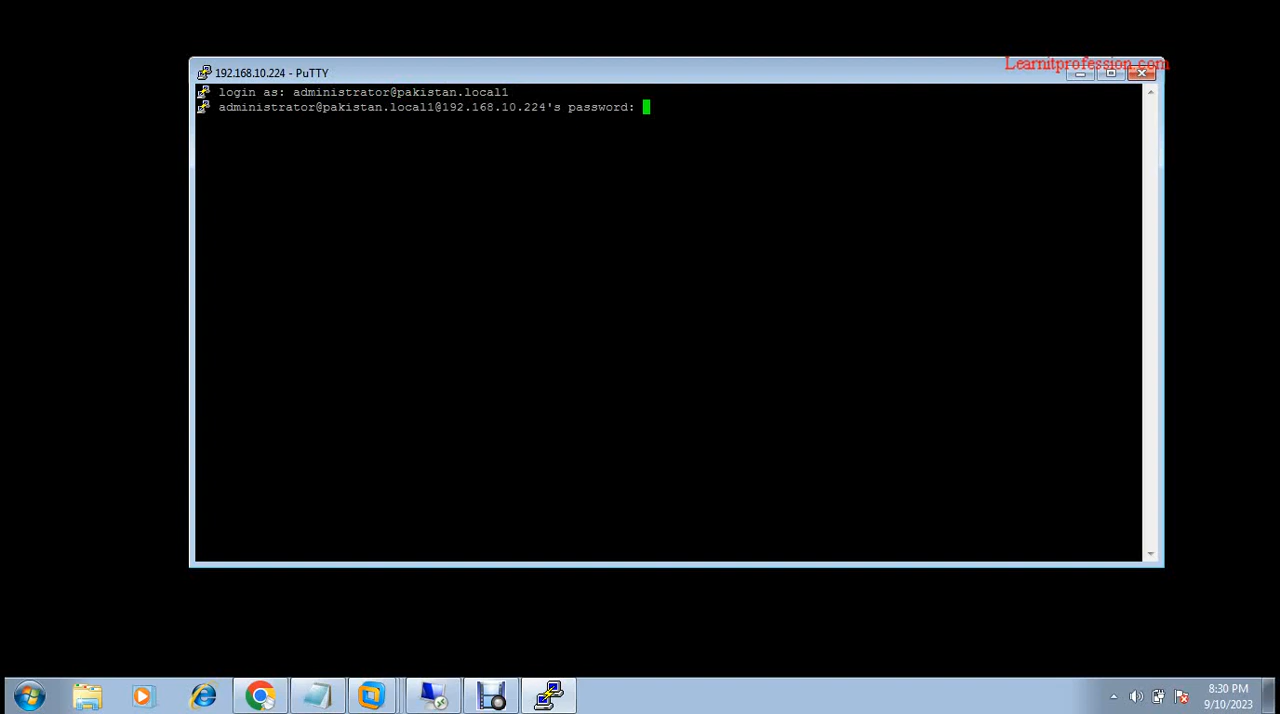 Learnitprofession.com
192.168.10.224 - PuTTY
login as: administrator@pakistan.local1
administrator@pakistan.local1@192.168.10.224's password:
8:30 PM
9/10/2023